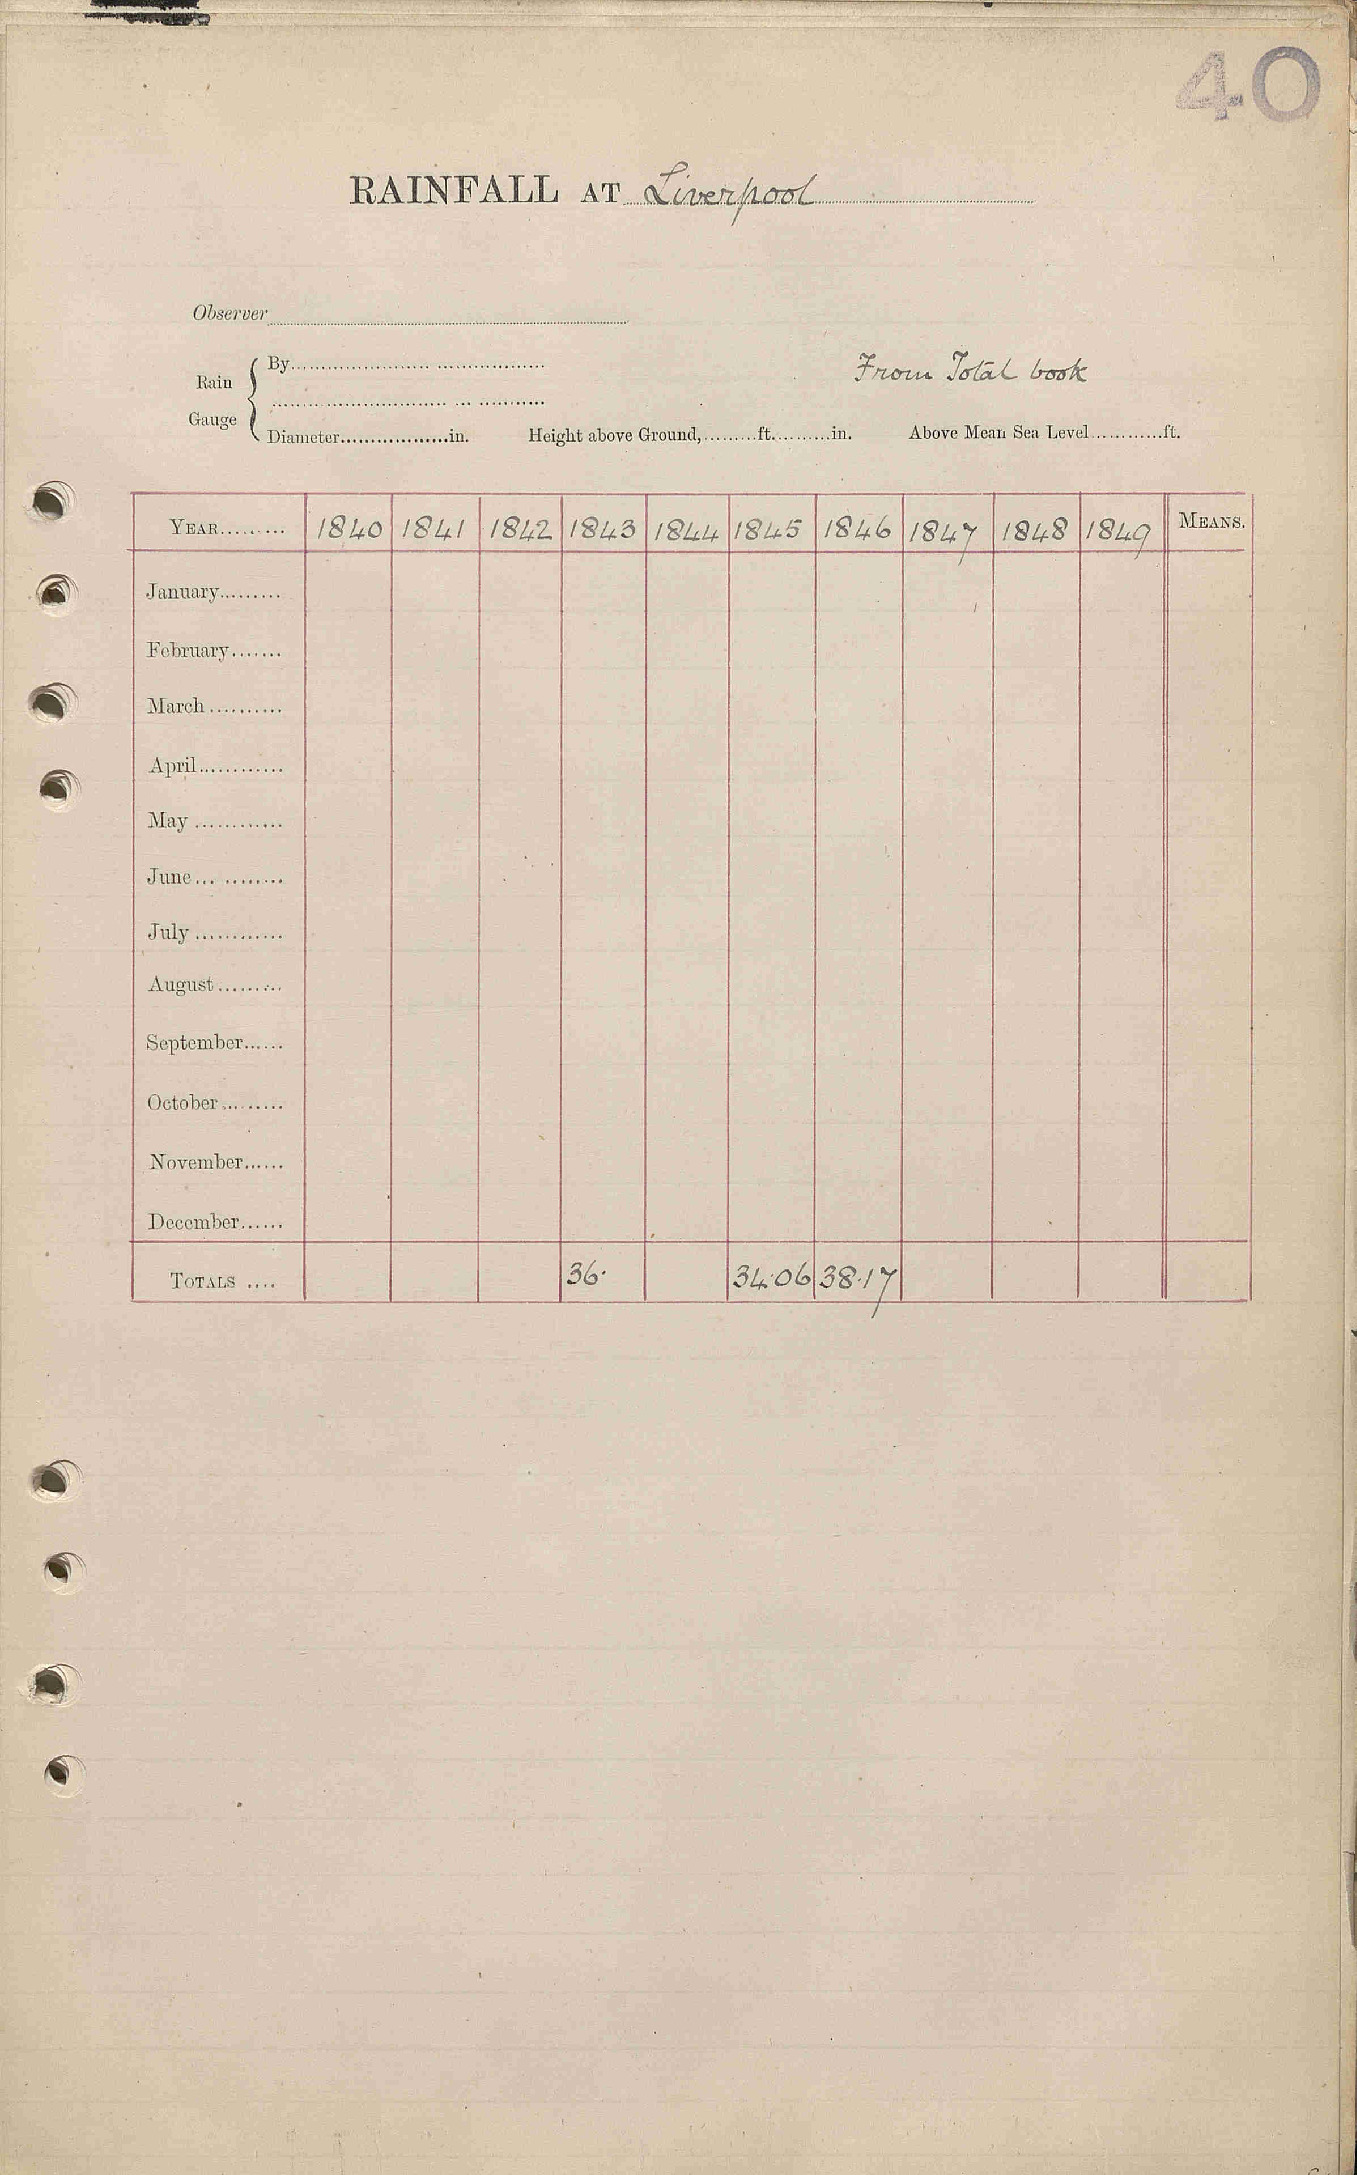 40
RAINFALL AT Liverpool
Observer
Rain Gauge
By
From Total book
Diameter..................in. Height above Ground,.........ft..........in. Above Mean Sea Level............ft.
YEAR......... 1840 1841 1842 1843 1844 1845 1846 1847 1848 1849 MEANS.
January.........
February.......
March..........
April............
May............
June............
July............
August.........
September......
October.........
November......
December......
TOTALS .... 36· 34·06 38·17